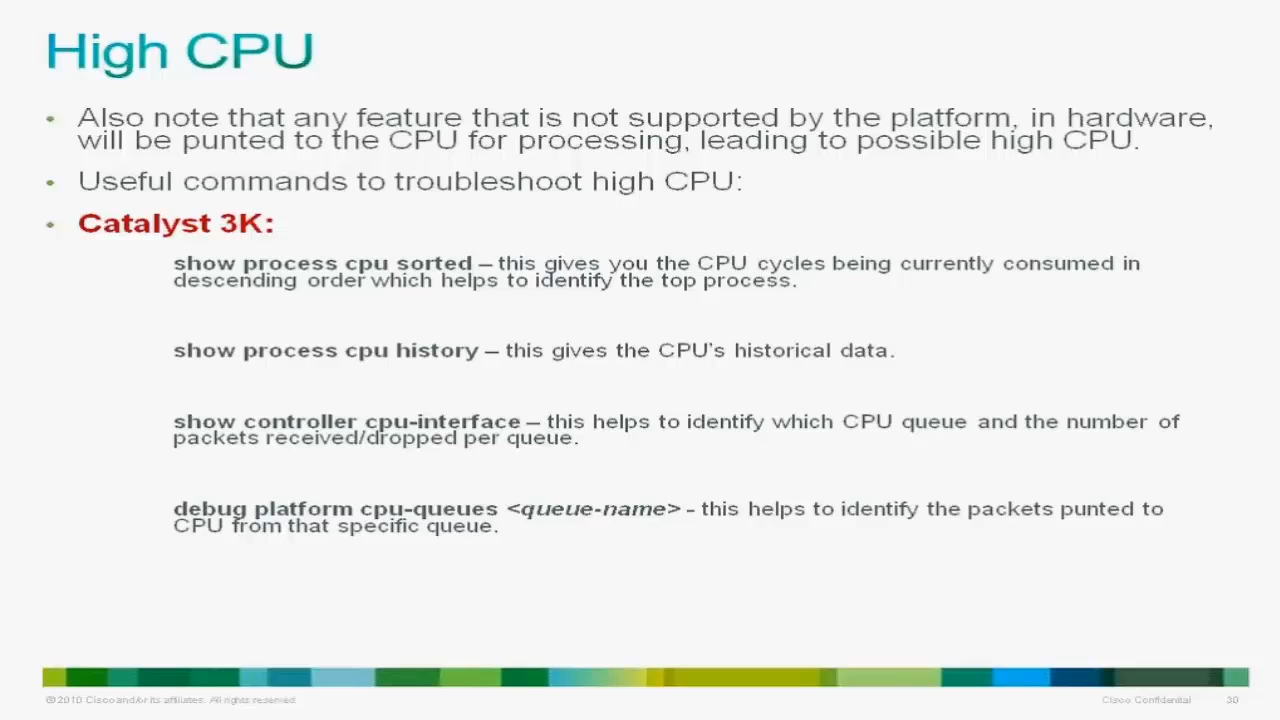 High CPU
• Also note that any feature that is not supported by the platform, in hardware,
will be punted to the CPU for processing, leading to possible high CPU.
• Useful commands to troubleshoot high CPU:
• Catalyst 3K:
show process cpu sorted – this gives you the CPU cycles being currently consumed in
descending order which helps to identify the top process.
show process cpu history – this gives the CPU's historical data.
show controller cpu-interface – this helps to identify which CPU queue and the number of
packets received/dropped per queue.
debug platform cpu-queues <queue-name> - this helps to identify the packets punted to
CPU from that specific queue.
© 2010 Cisco and/or its affiliates. All rights reserved.
Cisco Confidential
30